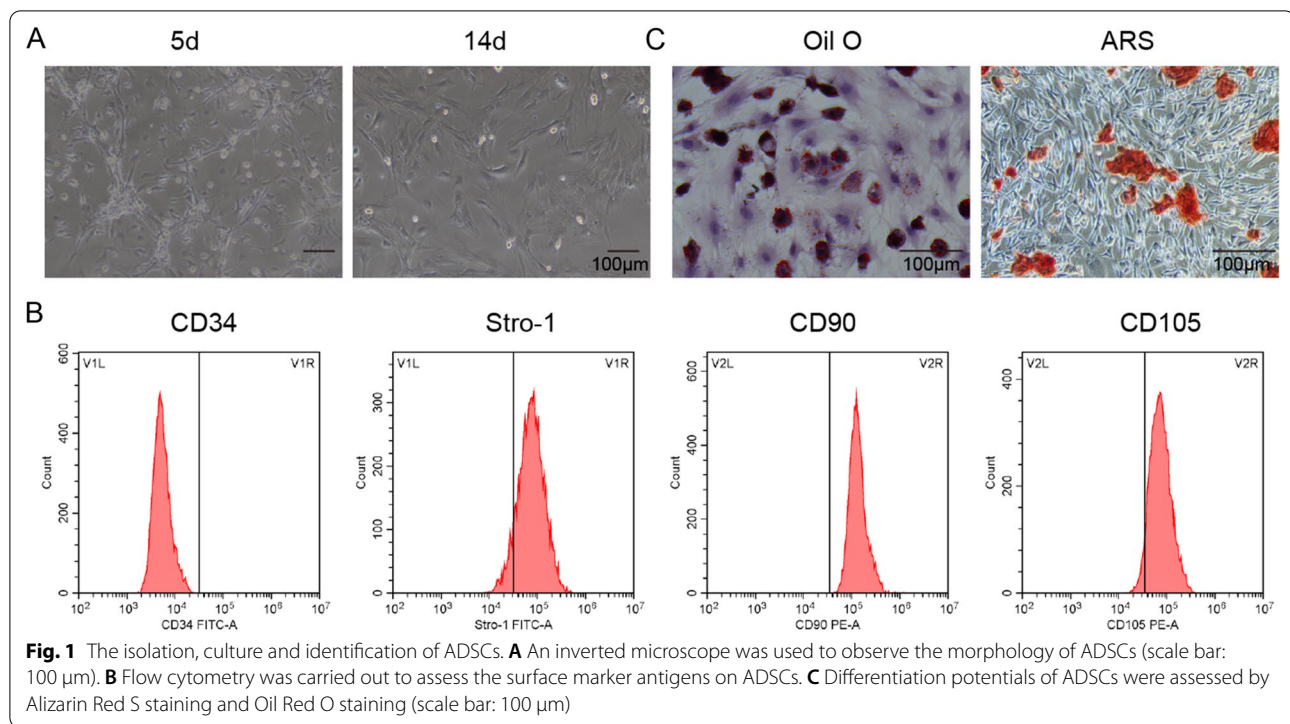 A
5d
14d
100μm
C
Oil O
ARS
100μm
100μm
B
CD34
Stro-1
CD90
CD105
600
400
200
0
Count
V1L
V1R
10² 10³ 10⁴ 10⁵ 10⁶ 10⁷
CD34 FITC-A
300
200
100
0
Count
V1L
V1R
10² 10³ 10⁴ 10⁵ 10⁶ 10⁷
Stro-1 FITC-A
600
400
200
0
Count
V2L
V2R
10² 10³ 10⁴ 10⁵ 10⁶ 10⁷
CD90 PE-A
400
200
0
Count
V2L
V2R
10² 10³ 10⁴ 10⁵ 10⁶ 10⁷
CD105 PE-A
Fig. 1 The isolation, culture and identification of ADSCs. A An inverted microscope was used to observe the morphology of ADSCs (scale bar:
100 μm). B Flow cytometry was carried out to assess the surface marker antigens on ADSCs. C Differentiation potentials of ADSCs were assessed by
Alizarin Red S staining and Oil Red O staining (scale bar: 100 μm)